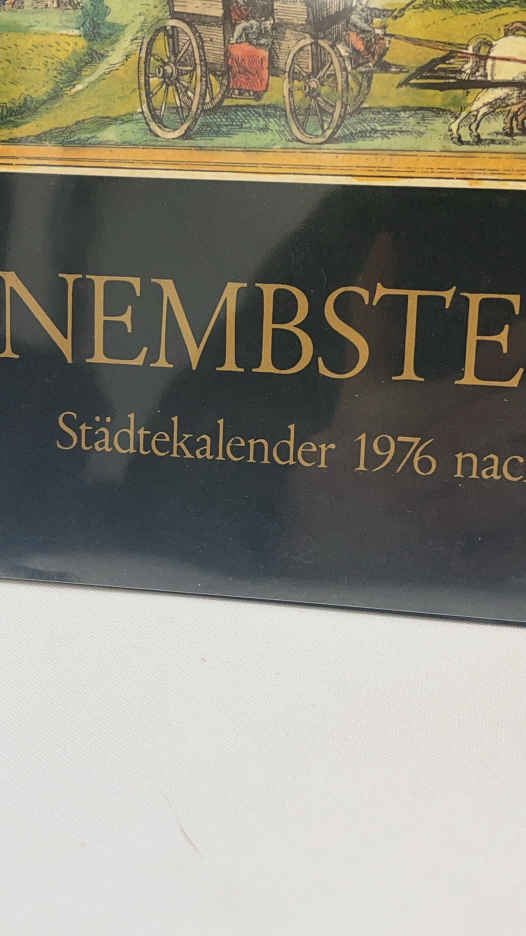 NEMBSTE
Städtekalender 1976 nac